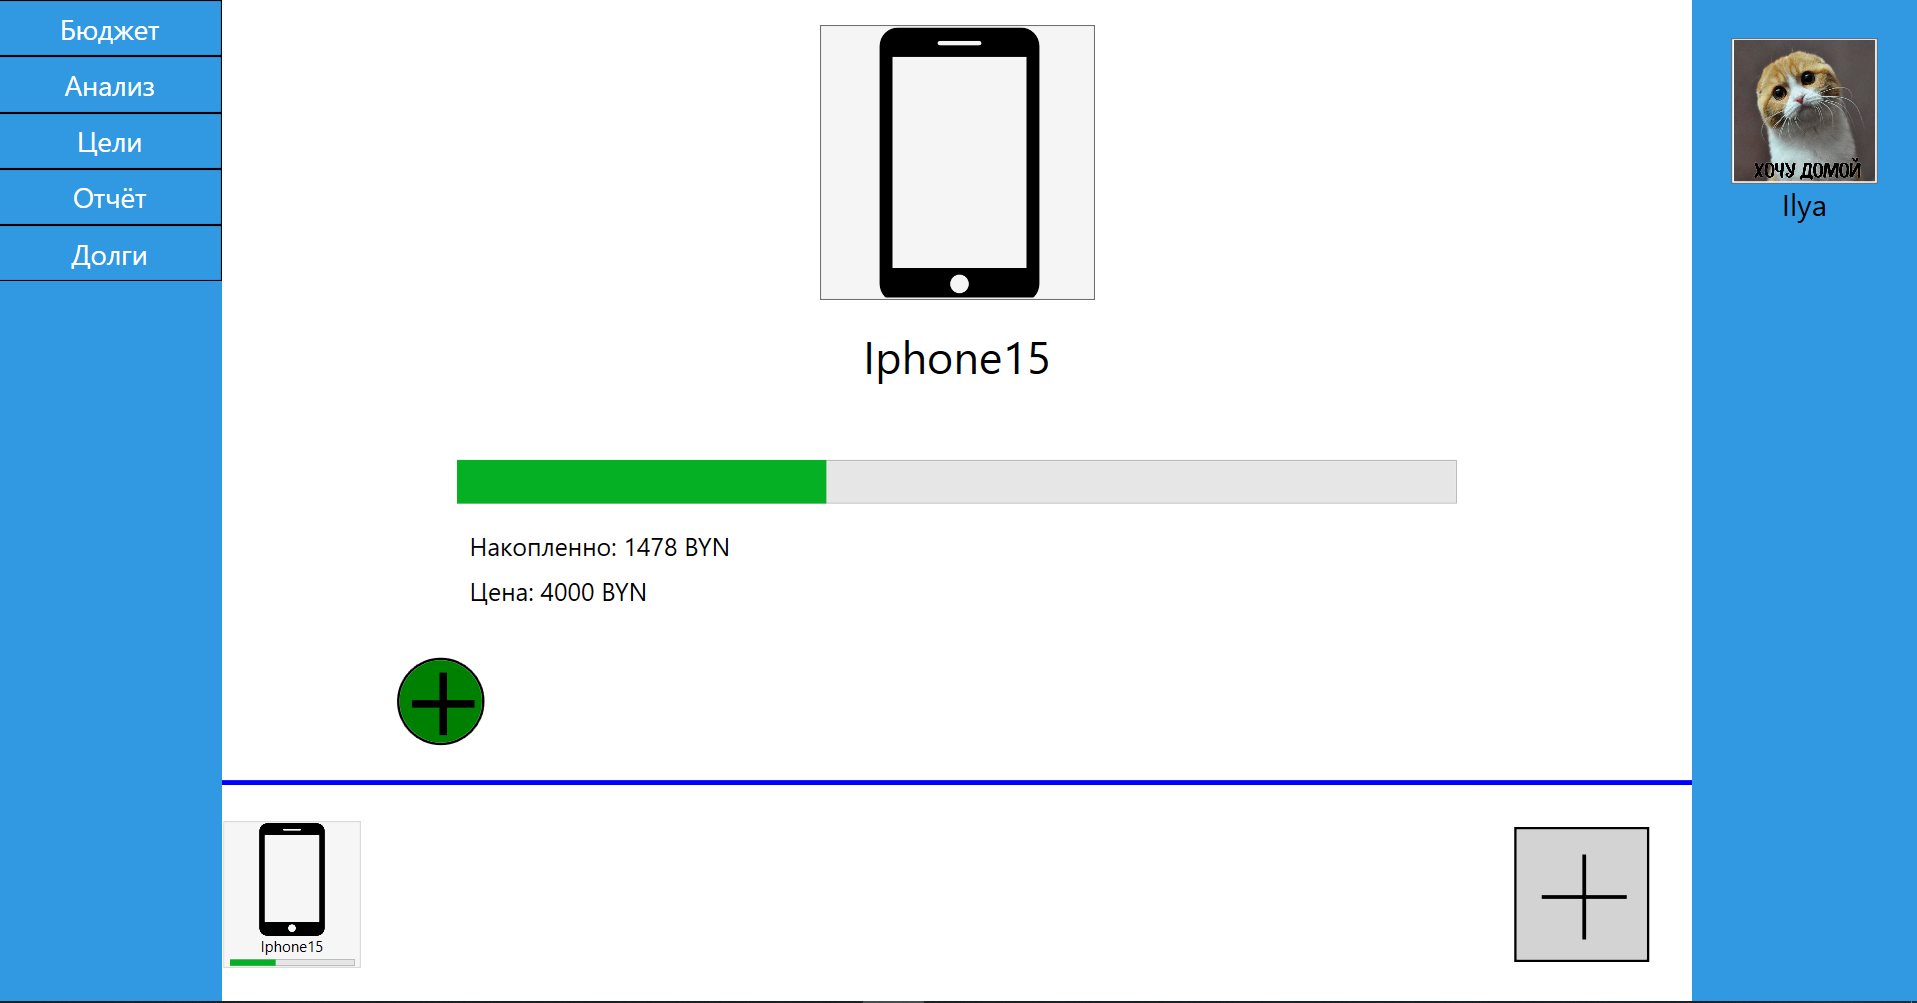 Бюджет
Анализ
Цели
Отчёт
Долги
Iphone15
Накопленно: 1478 BYN
Цена: 4000 BYN
Iphone15
ХОЧУ ДОМОЙ
Ilya